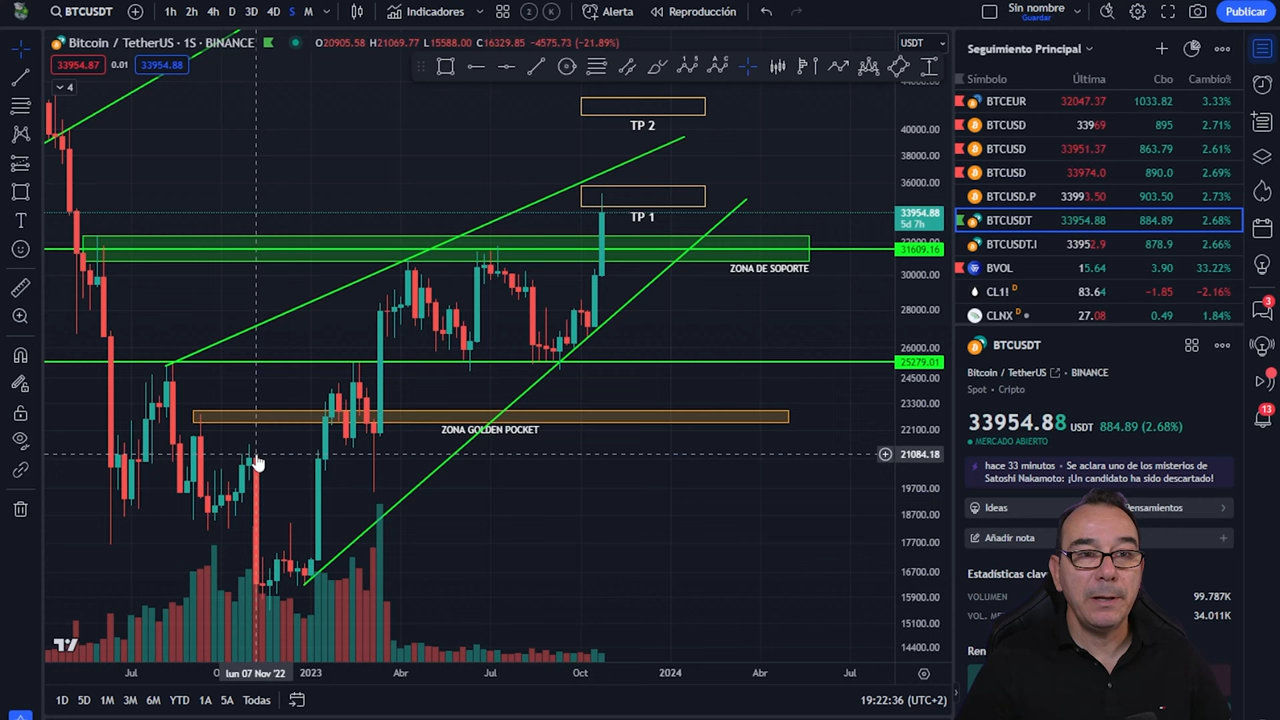 BTCUSDT
1h 2h 4h D 3D 4D S M
Indicadores
2 K
Alerta
Reproducción
Sin nombre
Guardar
Publicar
Bitcoin / TetherUS · 1S · BINANCE
O20905.58 H21069.77 L15588.00 C16329.85 −4575.73 (−21.89%)
33954.87 0.01 33954.88
4
USDT
TP 2
TP 1
ZONA DE SOPORTE
ZONA GOLDEN POCKET
40000.00
38000.00
36000.00
33954.88
5d 7h
31609.16
30000.00
28000.00
26000.00
25279.01
24500.00
23300.00
22100.00
21084.18
19700.00
18700.00
17700.00
16700.00
15900.00
15100.00
14400.00
Jul
lun 07 Nov '22
2023
Abr
Jul
Oct
2024
Abr
Jul
1D 5D 1M 3M 6M YTD 1A 5A Todas
19:22:36 (UTC+2)
Seguimiento Principal
Símbolo Última Cbo Cambio%
BTCEUR 32047.37 1033.82 3.33%
BTCUSD 33969 895 2.71%
BTCUSD 33951.37 863.79 2.61%
BTCUSD 33974.0 890.0 2.69%
BTCUSD.P 33993.50 903.50 2.73%
BTCUSDT 33954.88 884.89 2.68%
BTCUSDT.I 33952.9 878.9 2.66%
BVOL 15.64 3.90 33.22%
CL1! D 83.64 −1.85 −2.16%
CLNX D 27.08 0.49 1.84%
BTCUSDT
Bitcoin / TetherUS · BINANCE
Spot • Cripto
33954.88 USDT 884.89 (2.68%)
MERCADO ABIERTO
hace 33 minutos • Se aclara uno de los misterios de
Satoshi Nakamoto: ¡Un candidato ha sido descartado!
Ideas
Pensamientos
Añadir nota
Estadísticas clav
VOLUMEN 99.787K
VOL. ME 34.011K
Ren
3
13